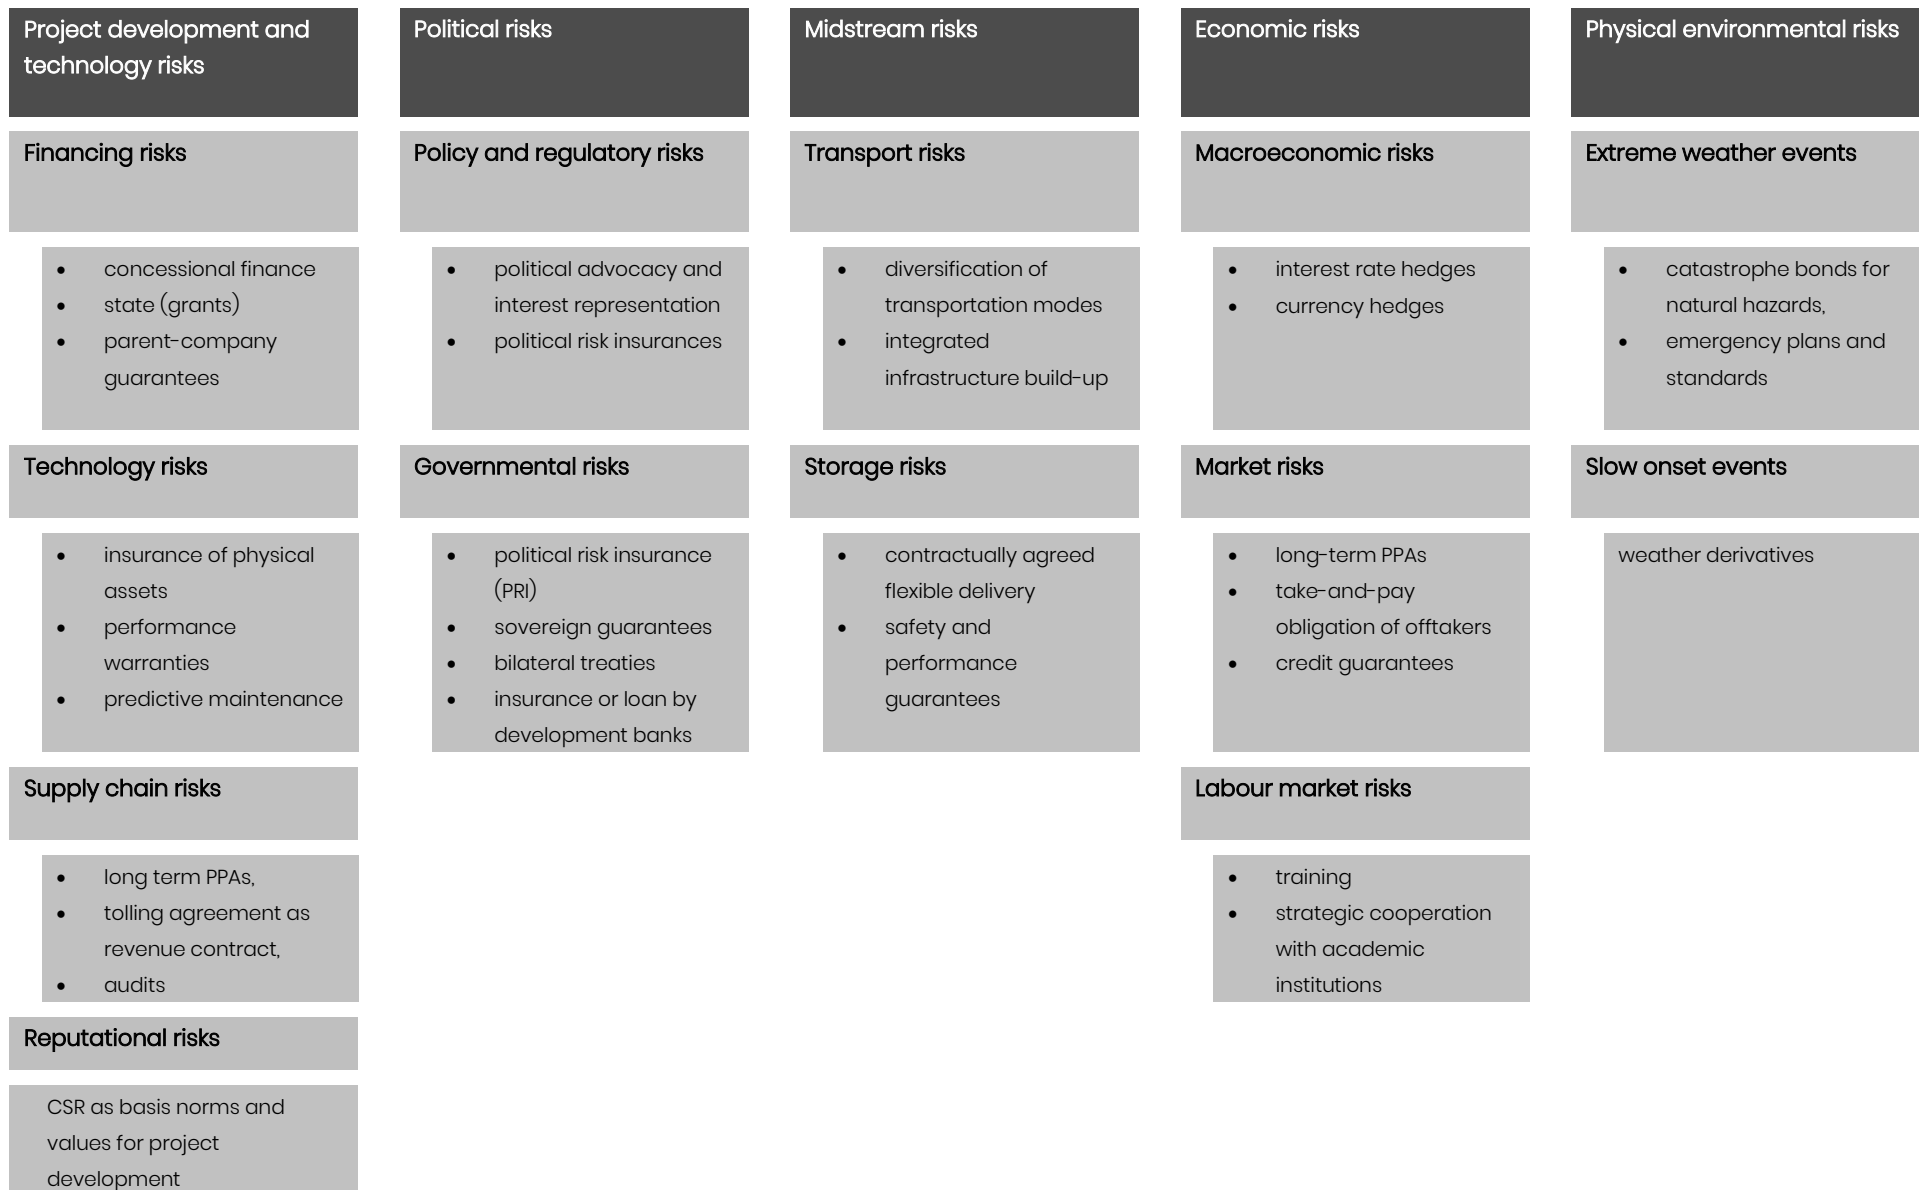 Project development and
technology risks
Financing risks
• concessional finance
• state (grants)
• parent-company
guarantees
Technology risks
• insurance of physical
assets
• performance
warranties
• predictive maintenance
Supply chain risks
• long term PPAs,
• tolling agreement as
revenue contract,
• audits
Reputational risks
CSR as basis norms and
values for project
development
Political risks
Policy and regulatory risks
• political advocacy and
interest representation
• political risk insurances
Governmental risks
• political risk insurance
(PRI)
• sovereign guarantees
• bilateral treaties
• insurance or loan by
development banks
Midstream risks
Transport risks
• diversification of
transportation modes
• integrated
infrastructure build-up
Storage risks
• contractually agreed
flexible delivery
• safety and
performance
guarantees
Economic risks
Macroeconomic risks
• interest rate hedges
• currency hedges
Market risks
• long-term PPAs
• take-and-pay
obligation of offtakers
• credit guarantees
Labour market risks
• training
• strategic cooperation
with academic
institutions
Physical environmental risks
Extreme weather events
• catastrophe bonds for
natural hazards,
• emergency plans and
standards
Slow onset events
weather derivatives